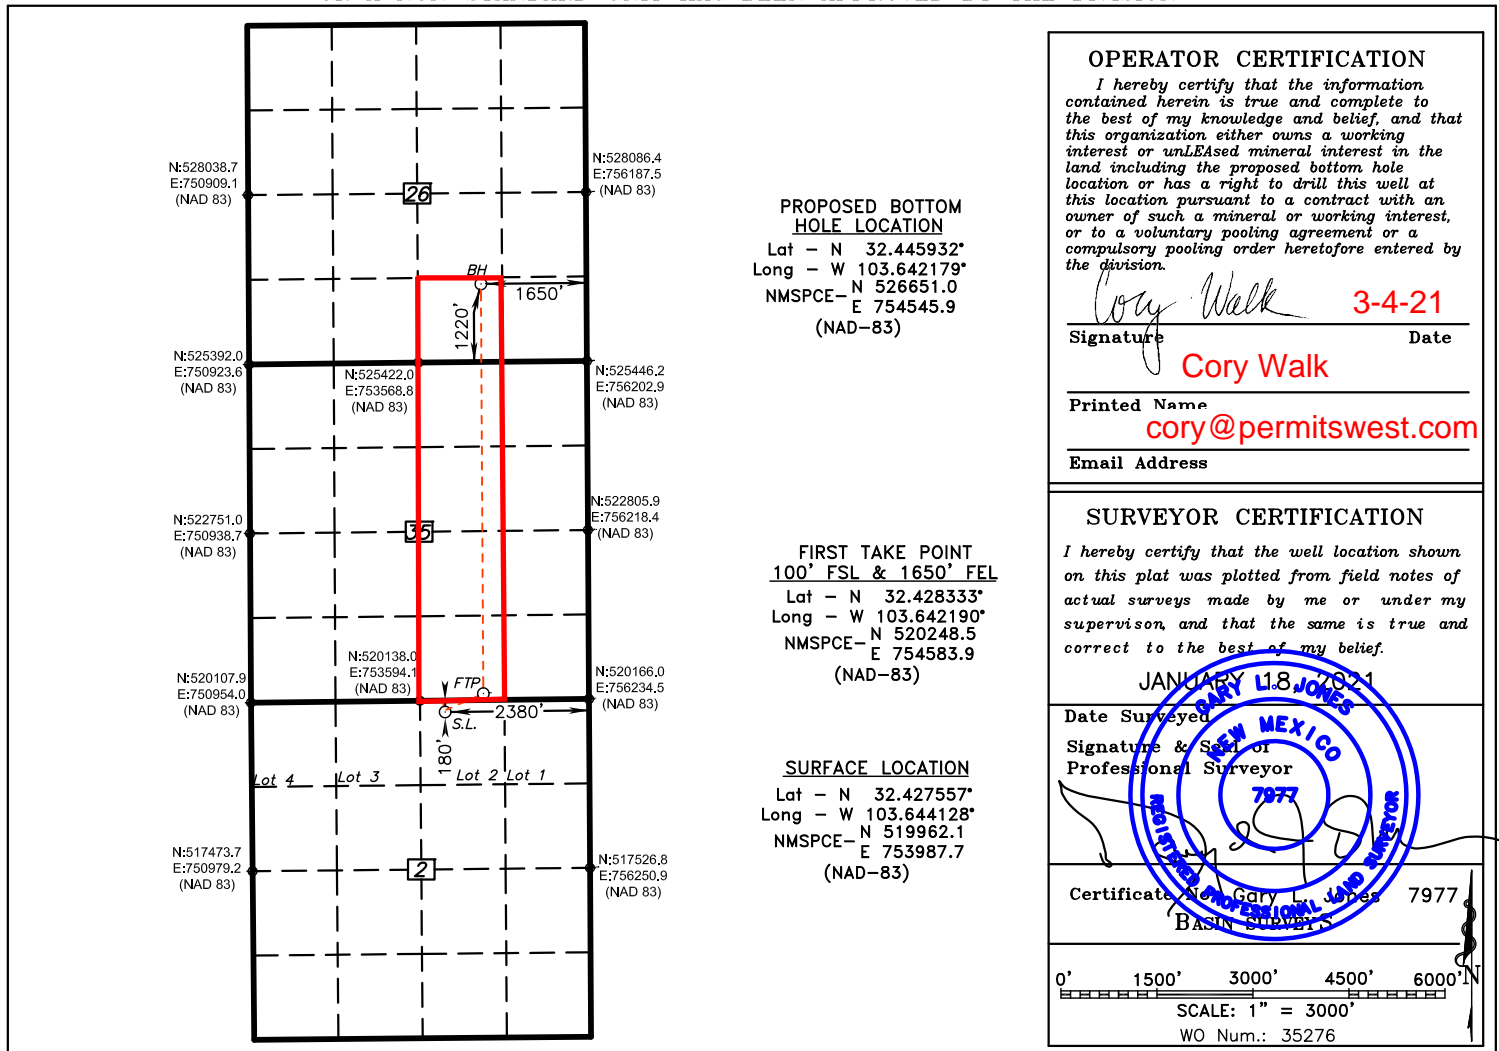 N:528038.7
E:750909.1
(NAD 83)
N:528086.4
E:756187.5
(NAD 83)
26
BH
1650'
1220'
N:525392.0
E:750923.6
(NAD 83)
N:525422.0
E:753568.8
(NAD 83)
N:525446.2
E:756202.9
(NAD 83)
N:522751.0
E:750938.7
(NAD 83)
35
N:522805.9
E:756218.4
(NAD 83)
N:520107.9
E:750954.0
(NAD 83)
N:520138.0
E:753594.1
(NAD 83)
FTP
N:520166.0
E:756234.5
(NAD 83)
S.L.
2380'
180'
Lot 4 Lot 3 Lot 2 Lot 1
N:517473.7
E:750979.2
(NAD 83)
2
N:517526.8
E:756250.9
(NAD 83)
PROPOSED BOTTOM
HOLE LOCATION
Lat - N 32.445932°
Long - W 103.642179°
NMSPCE- N 526651.0
E 754545.9
(NAD-83)
FIRST TAKE POINT
100' FSL & 1650' FEL
Lat - N 32.428333°
Long - W 103.642190°
NMSPCE- N 520248.5
E 754583.9
(NAD-83)
SURFACE LOCATION
Lat - N 32.427557°
Long - W 103.644128°
NMSPCE- N 519962.1
E 753987.7
(NAD-83)
OPERATOR CERTIFICATION
I hereby certify that the information
contained herein is true and complete to
the best of my knowledge and belief, and that
this organization either owns a working
interest or unLEAsed mineral interest in the
land including the proposed bottom hole
location or has a right to drill this well at
this location pursuant to a contract with an
owner of such a mineral or working interest,
or to a voluntary pooling agreement or a
compulsory pooling order heretofore entered by
the division.
Cory Walk 3-4-21
Signature Date
Cory Walk
Printed Name
cory@permitswest.com
Email Address
SURVEYOR CERTIFICATION
I hereby certify that the well location shown
on this plat was plotted from field notes of
actual surveys made by me or under my
supervison, and that the same is true and
correct to the best of my belief.
JANUARY 18, 2021
Date Surveyed
Signature & Seal of
Professional Surveyor
GARY L. JONES
NEW MEXICO
7977
REGISTERED PROFESSIONAL LAND SURVEYOR
Certificate No. Gary L. Jones 7977
BASIN SURVEYS
0' 1500' 3000' 4500' 6000' N
SCALE: 1" = 3000'
WO Num.: 35276